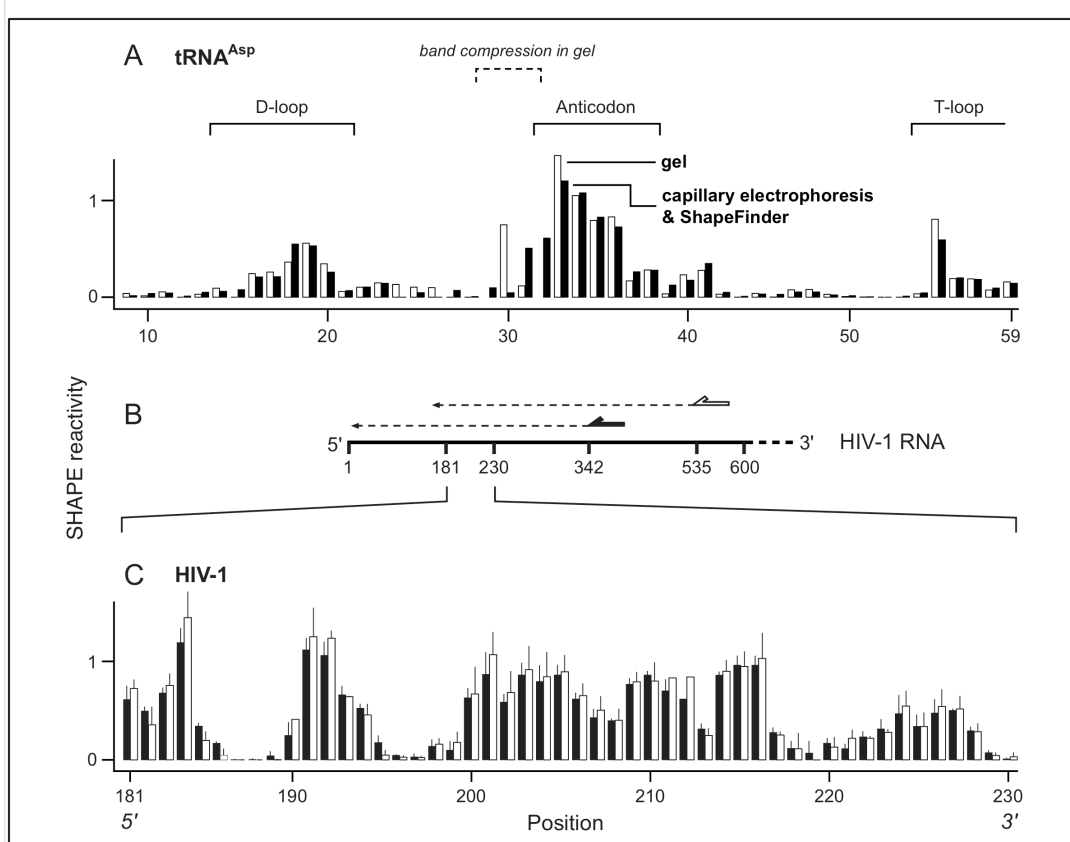 A tRNAAsp
band compression in gel
D-loop Anticodon T-loop
gel
capillary electrophoresis
& ShapeFinder
1
0
10 20 30 40 50 59
SHAPE reactivity
B
5' 3' HIV-1 RNA
1 181 230 342 535 600
C HIV-1
1
0
181 190 200 210 220 230
5' Position 3'